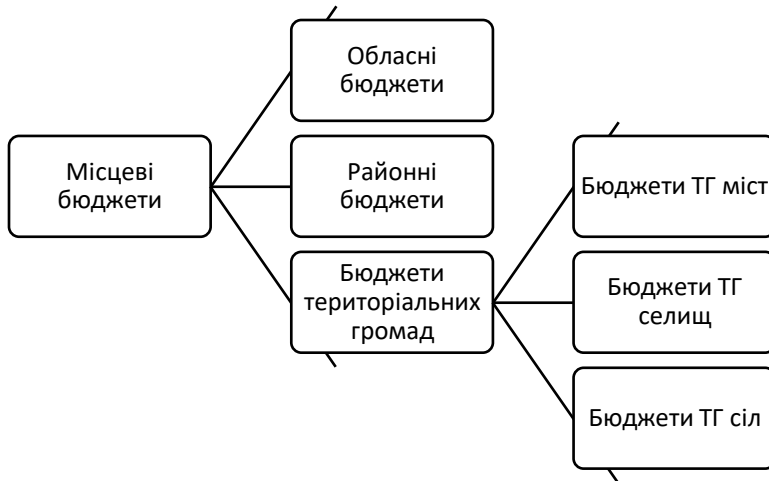 Місцеві
бюджети
Обласні
бюджети
Районні
бюджети
Бюджети
територіальних
громад
Бюджети ТГ міст
Бюджети ТГ
селищ
Бюджети ТГ сіл